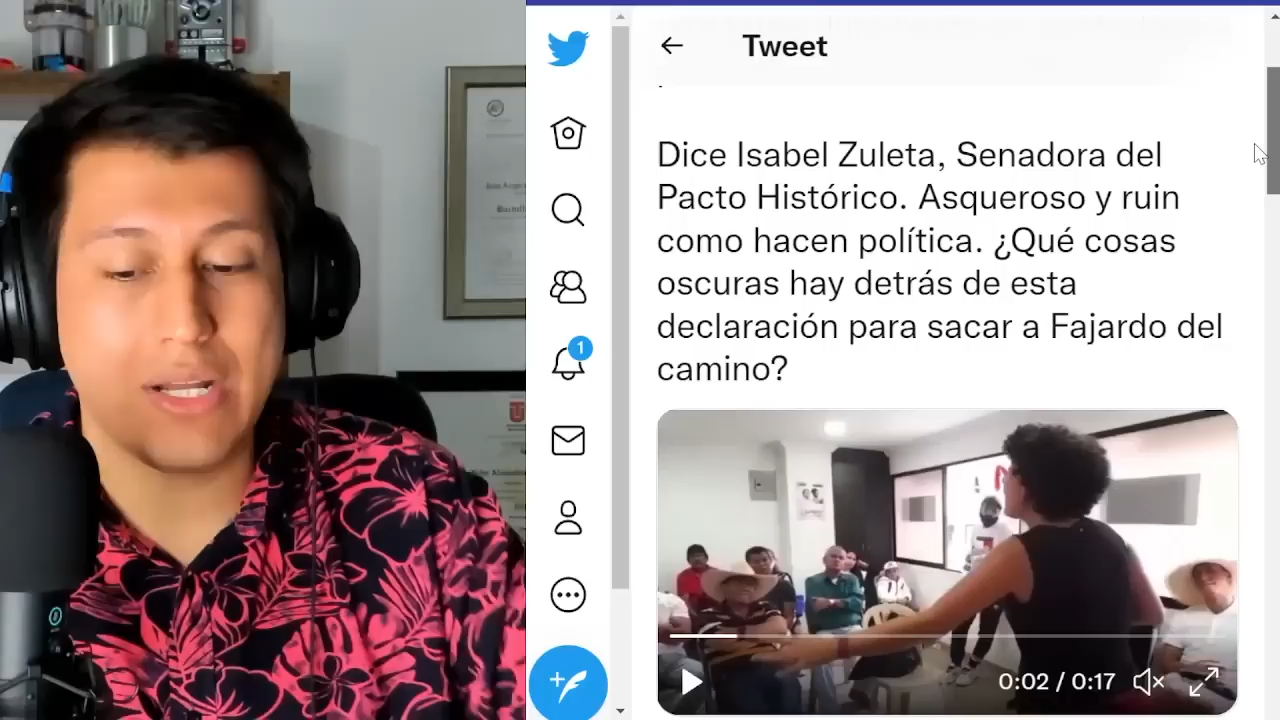 Tweet
Dice Isabel Zuleta, Senadora del
Pacto Histórico. Asqueroso y ruin
como hacen política. ¿Qué cosas
oscuras hay detrás de esta
declaración para sacar a Fajardo del
camino?
1
0:02 / 0:17